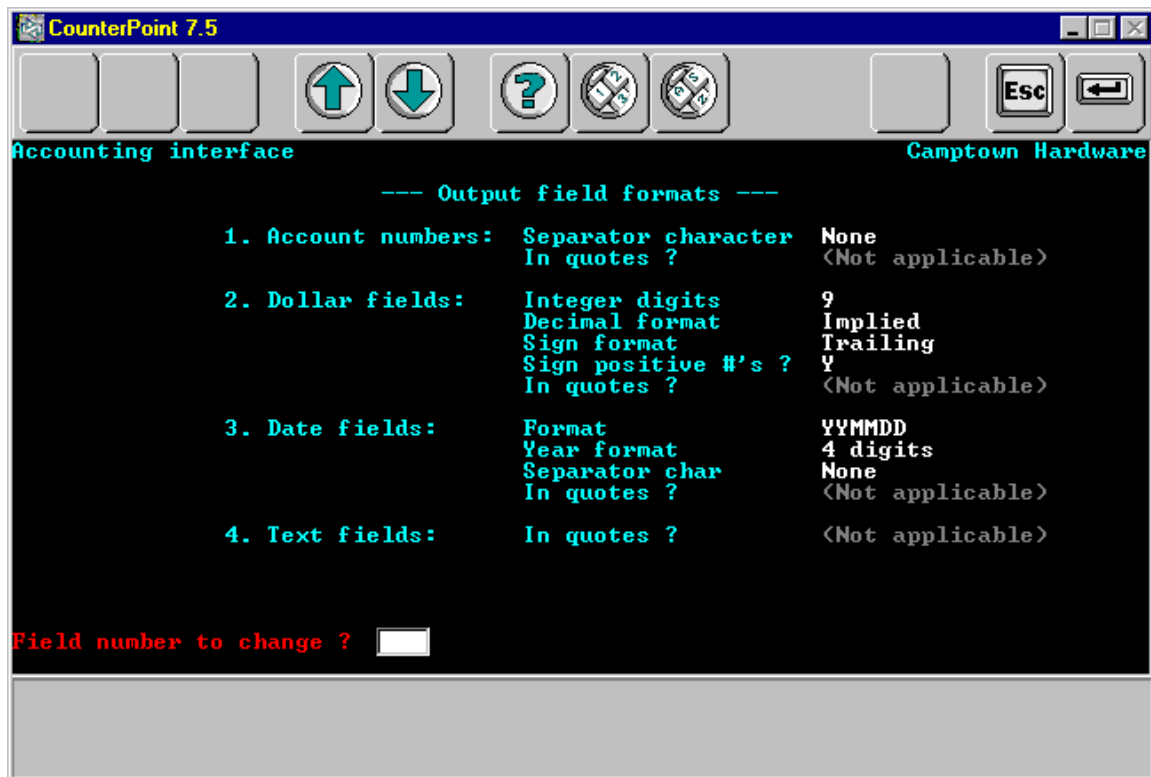 CounterPoint 7.5
? 1 2 3 G S N Esc
Accounting interface Camptown Hardware
--- Output field formats ---
1. Account numbers: Separator character None
In quotes ? (Not applicable)
2. Dollar fields: Integer digits 9
Decimal format Implied
Sign format Trailing
Sign positive #'s ? Y
In quotes ? (Not applicable)
3. Date fields: Format YYMMDD
Year format 4 digits
Separator char None
In quotes ? (Not applicable)
4. Text fields: In quotes ? (Not applicable)
Field number to change ?